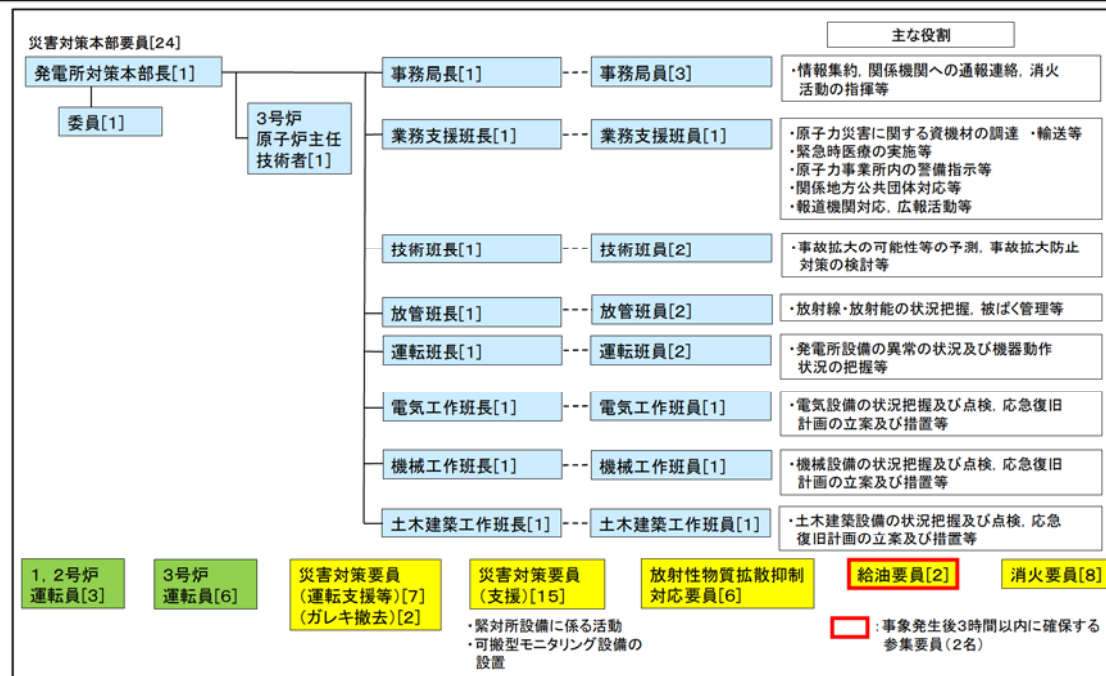 災害対策本部要員[24]
主な役割
発電所対策本部長[1]
委員[1]
3号炉
原子炉主任
技術者[1]
事務局長[1]
事務局員[3]
・情報集約，関係機関への通報連絡，消火
活動の指揮等
業務支援班長[1]
業務支援班員[1]
・原子力災害に関する資機材の調達 ・輸送等
・緊急時医療の実施等
・原子力事業所内の警備指示等
・関係地方公共団体対応等
・報道機関対応，広報活動等
技術班長[1]
技術班員[2]
・事故拡大の可能性等の予測，事故拡大防止
対策の検討等
放管班長[1]
放管班員[2]
・放射線・放射能の状況把握，被ばく管理等
運転班長[1]
運転班員[2]
・発電所設備の異常の状況及び機器動作
状況の把握等
電気工作班長[1]
電気工作班員[1]
・電気設備の状況把握及び点検，応急復旧
計画の立案及び措置等
機械工作班長[1]
機械工作班員[1]
・機械設備の状況把握及び点検，応急復旧
計画の立案及び措置等
土木建築工作班長[1]
土木建築工作班員[1]
・土木建築設備の状況把握及び点検，応急
復旧計画の立案及び措置等
1，2号炉
運転員[3]
3号炉
運転員[6]
災害対策要員
（運転支援等）[7]
（ガレキ撤去）[2]
災害対策要員
（支援）[15]
・緊対所設備に係る活動
・可搬型モニタリング設備の
設置
放射性物質拡散抑制
対応要員[6]
給油要員[2]
消火要員[8]
：事象発生後3時間以内に確保する
参集要員（2名）